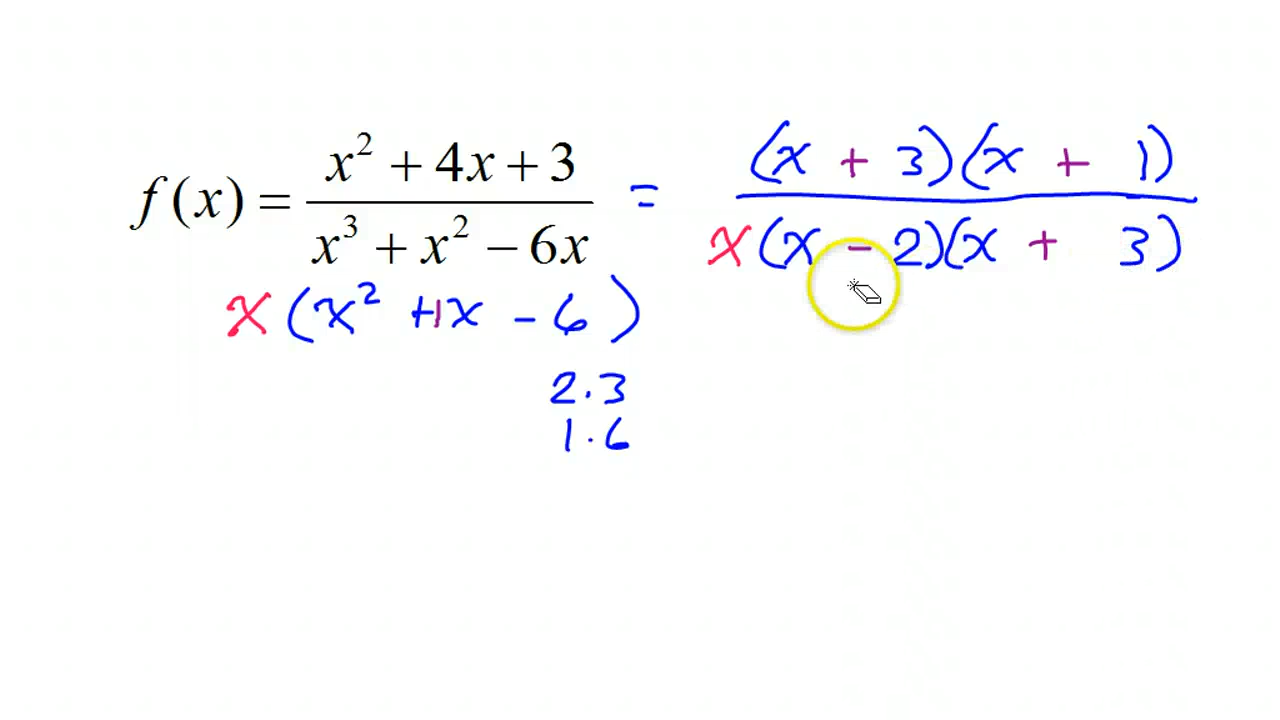 f(x) = (x² + 4x + 3)/(x³ + x² − 6x) = ((x + 3)(x + 1))/(x(x − 2)(x + 3))
x(x² + 1x − 6)
2·3
1·6